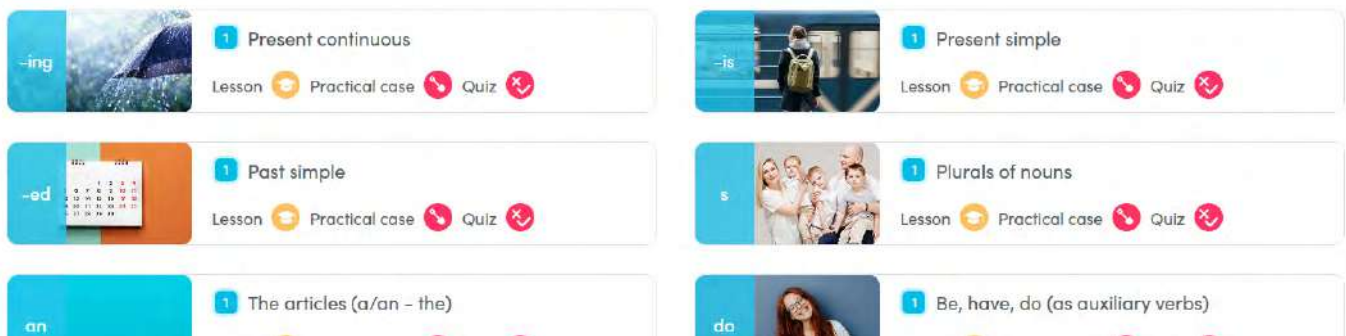 -ing
1 Present continuous
Lesson Practical case Quiz
-is
1 Present simple
Lesson Practical case Quiz
-ed
1 Past simple
Lesson Practical case Quiz
s
1 Plurals of nouns
Lesson Practical case Quiz
an
1 The articles (a/an - the)
do
1 Be, have, do (as auxiliary verbs)